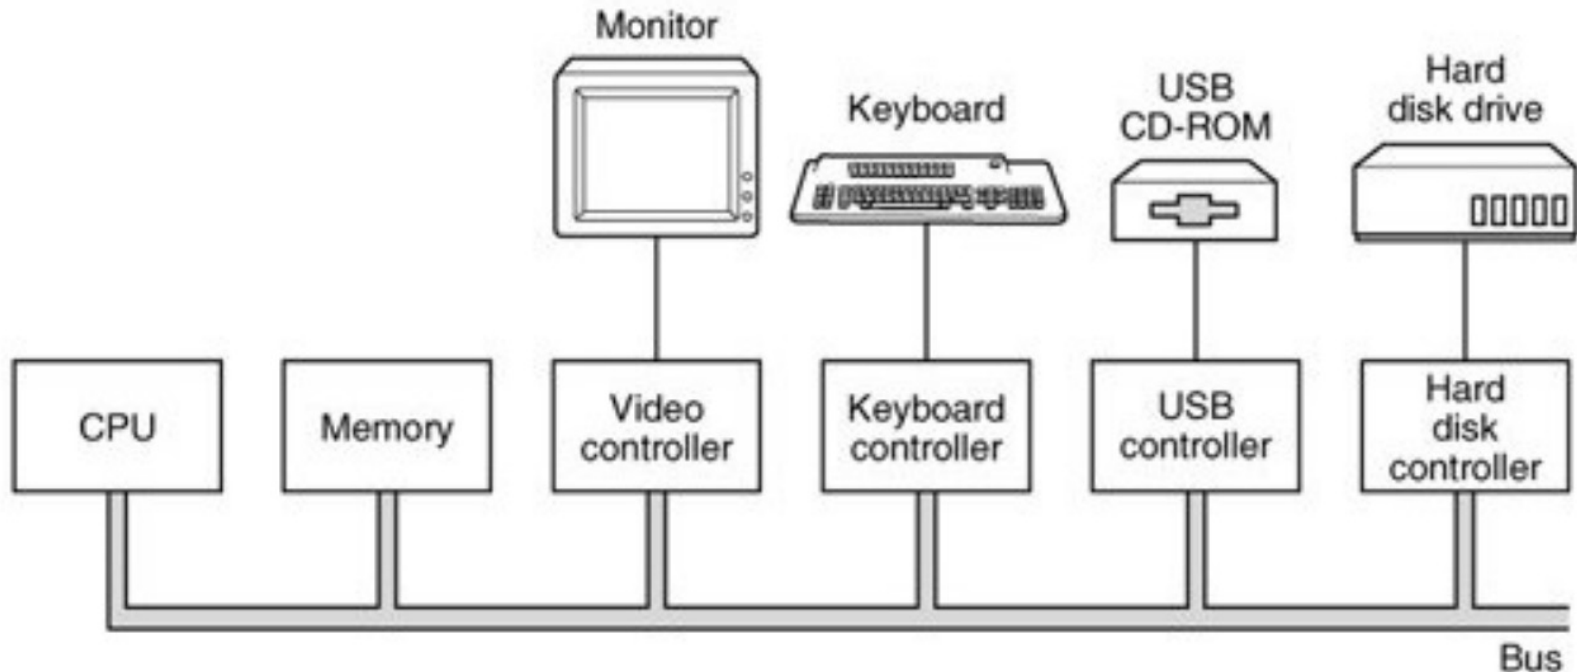 Monitor
Keyboard
USB
CD-ROM
Hard
disk drive
CPU
Memory
Video
controller
Keyboard
controller
USB
controller
Hard
disk
controller
Bus